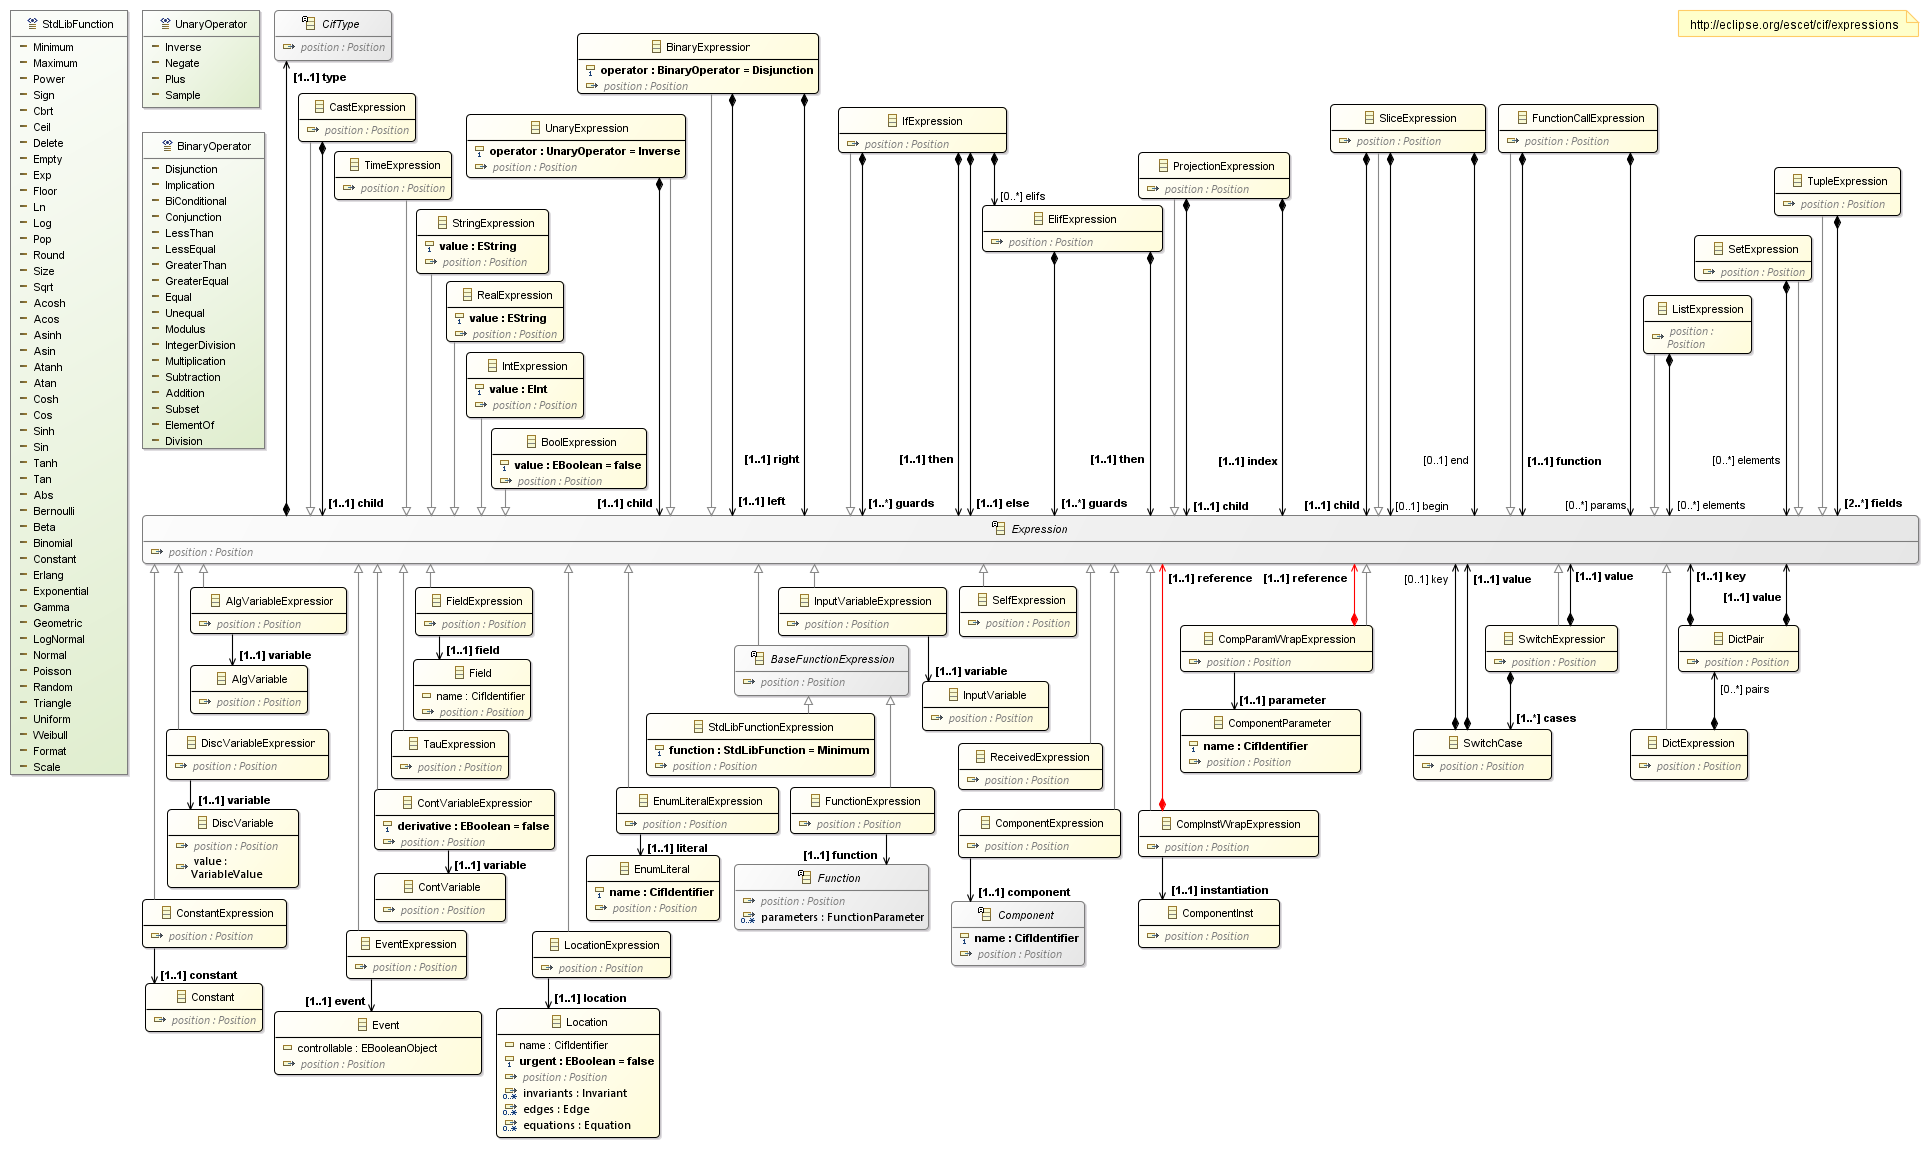 StdLibFunction
Minimum
Maximum
Power
Sign
Cbrt
Ceil
Delete
Empty
Exp
Floor
Ln
Log
Pop
Round
Size
Sqrt
Acosh
Acos
Asinh
Asin
Atanh
Atan
Cosh
Cos
Sinh
Sin
Tanh
Tan
Abs
Bernoulli
Beta
Binomial
Constant
Erlang
Exponential
Gamma
Geometric
LogNormal
Normal
Poisson
Random
Triangle
Uniform
Weibull
Format
Scale
UnaryOperator
Inverse
Negate
Plus
Sample
BinaryOperator
Disjunction
Implication
BiConditional
Conjunction
LessThan
LessEqual
GreaterThan
GreaterEqual
Equal
Unequal
Modulus
IntegerDivision
Multiplication
Subtraction
Addition
Subset
ElementOf
Division
CifType
position : Position
[1..1] type
CastExpression
position : Position
[1..1] child
TimeExpression
position : Position
StringExpression
value : EString
position : Position
RealExpression
value : EString
position : Position
IntExpression
value : EInt
position : Position
BoolExpression
value : EBoolean = false
position : Position
UnaryExpression
operator : UnaryOperator = Inverse
position : Position
[1..1] child
BinaryExpression
operator : BinaryOperator = Disjunction
position : Position
[1..1] right
[1..1] left
IfExpression
position : Position
[0..*] elifs
[1..1] then
[1..*] guards
[1..1] else
ElifExpression
position : Position
[1..1] then
[1..*] guards
ProjectionExpression
position : Position
[1..1] index
[1..1] child
SliceExpression
position : Position
[0..1] end
[1..1] child
[0..1] begin
FunctionCallExpression
position : Position
[1..1] function
[0..*] params
TupleExpression
position : Position
[2..*] fields
SetExpression
position : Position
[0..*] elements
ListExpression
position :
Position
[0..*] elements
http://eclipse.org/escet/cif/expressions
Expression
position : Position
AlgVariableExpression
position : Position
[1..1] variable
AlgVariable
position : Position
DiscVariableExpression
position : Position
[1..1] variable
DiscVariable
position : Position
value :
VariableValue
ConstantExpression
position : Position
[1..1] constant
Constant
position : Position
FieldExpression
position : Position
[1..1] field
Field
name : CifIdentifier
position : Position
TauExpression
position : Position
ContVariableExpression
derivative : EBoolean = false
position : Position
[1..1] variable
ContVariable
position : Position
EventExpression
position : Position
[1..1] event
Event
controllable : EBooleanObject
position : Position
LocationExpression
position : Position
[1..1] location
Location
name : CifIdentifier
urgent : EBoolean = false
position : Position
invariants : Invariant
edges : Edge
equations : Equation
EnumLiteralExpression
position : Position
[1..1] literal
EnumLiteral
name : CifIdentifier
position : Position
BaseFunctionExpression
position : Position
StdLibFunctionExpression
function : StdLibFunction = Minimum
position : Position
FunctionExpression
position : Position
[1..1] function
Function
position : Position
parameters : FunctionParameter
InputVariableExpression
position : Position
[1..1] variable
InputVariable
position : Position
SelfExpression
position : Position
ReceivedExpression
position : Position
ComponentExpression
position : Position
[1..1] component
Component
name : CifIdentifier
position : Position
[1..1] reference
[1..1] reference
CompParamWrapExpression
position : Position
[1..1] parameter
ComponentParameter
name : CifIdentifier
position : Position
CompInstWrapExpression
position : Position
[1..1] instantiation
ComponentInst
position : Position
[0..1] key
[1..1] value
[1..1] value
SwitchExpression
position : Position
[1..*] cases
SwitchCase
position : Position
[1..1] key
[1..1] value
DictPair
position : Position
[0..*] pairs
DictExpression
position : Position